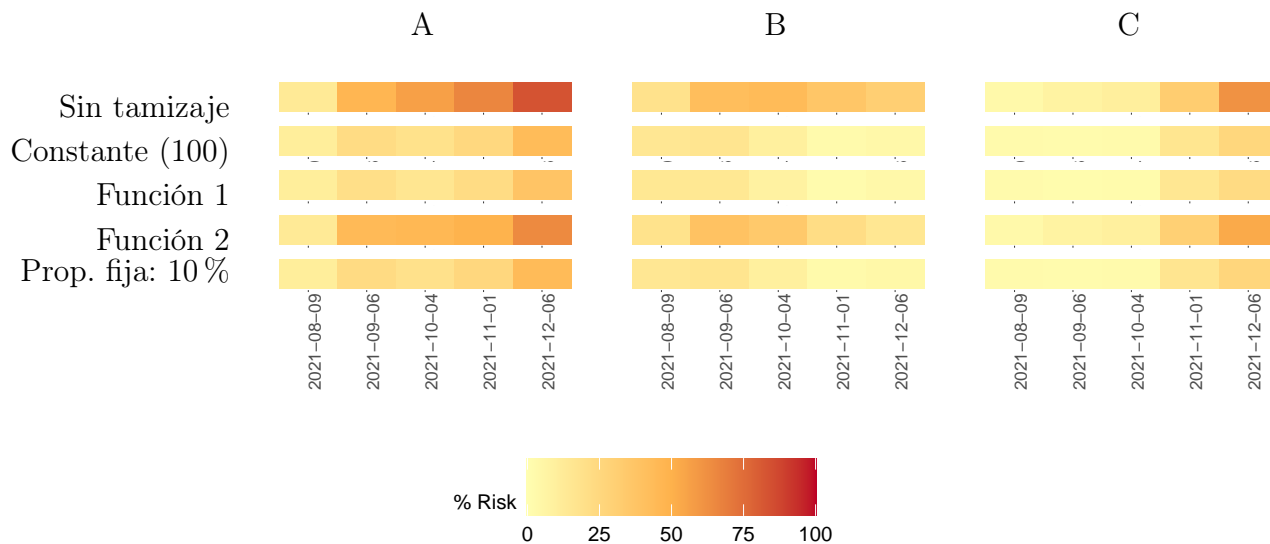 A B C
Sin tamizaje
Constante (100)
Función 1
Función 2
Prop. fija: 10 %
2021−08−09 2021−09−06 2021−10−04 2021−11−01 2021−12−06 2021−08−09 2021−09−06 2021−10−04 2021−11−01 2021−12−06 2021−08−09 2021−09−06 2021−10−04 2021−11−01 2021−12−06
% Risk
0 25 50 75 100